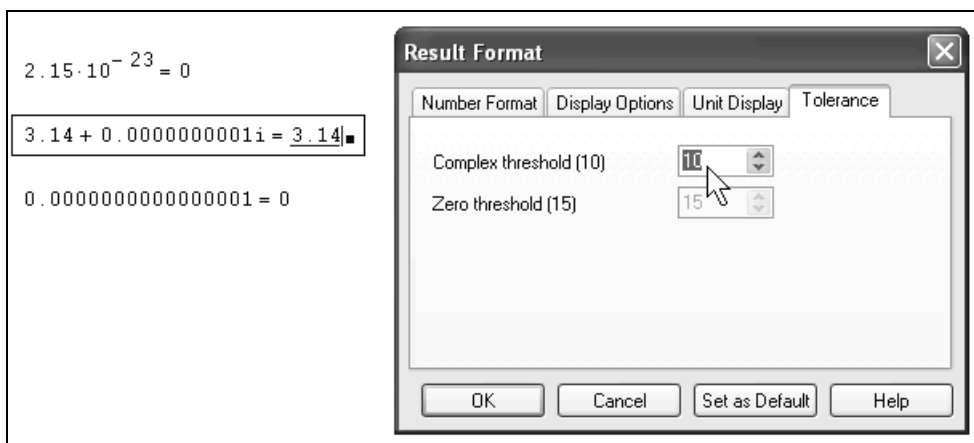 2.15·10⁻²³ = 0
3.14 + 0.0000000001i = 3.14
0.0000000000000001 = 0
Result Format
Number Format
Display Options
Unit Display
Tolerance
Complex threshold (10)
10
Zero threshold (15)
15
OK
Cancel
Set as Default
Help